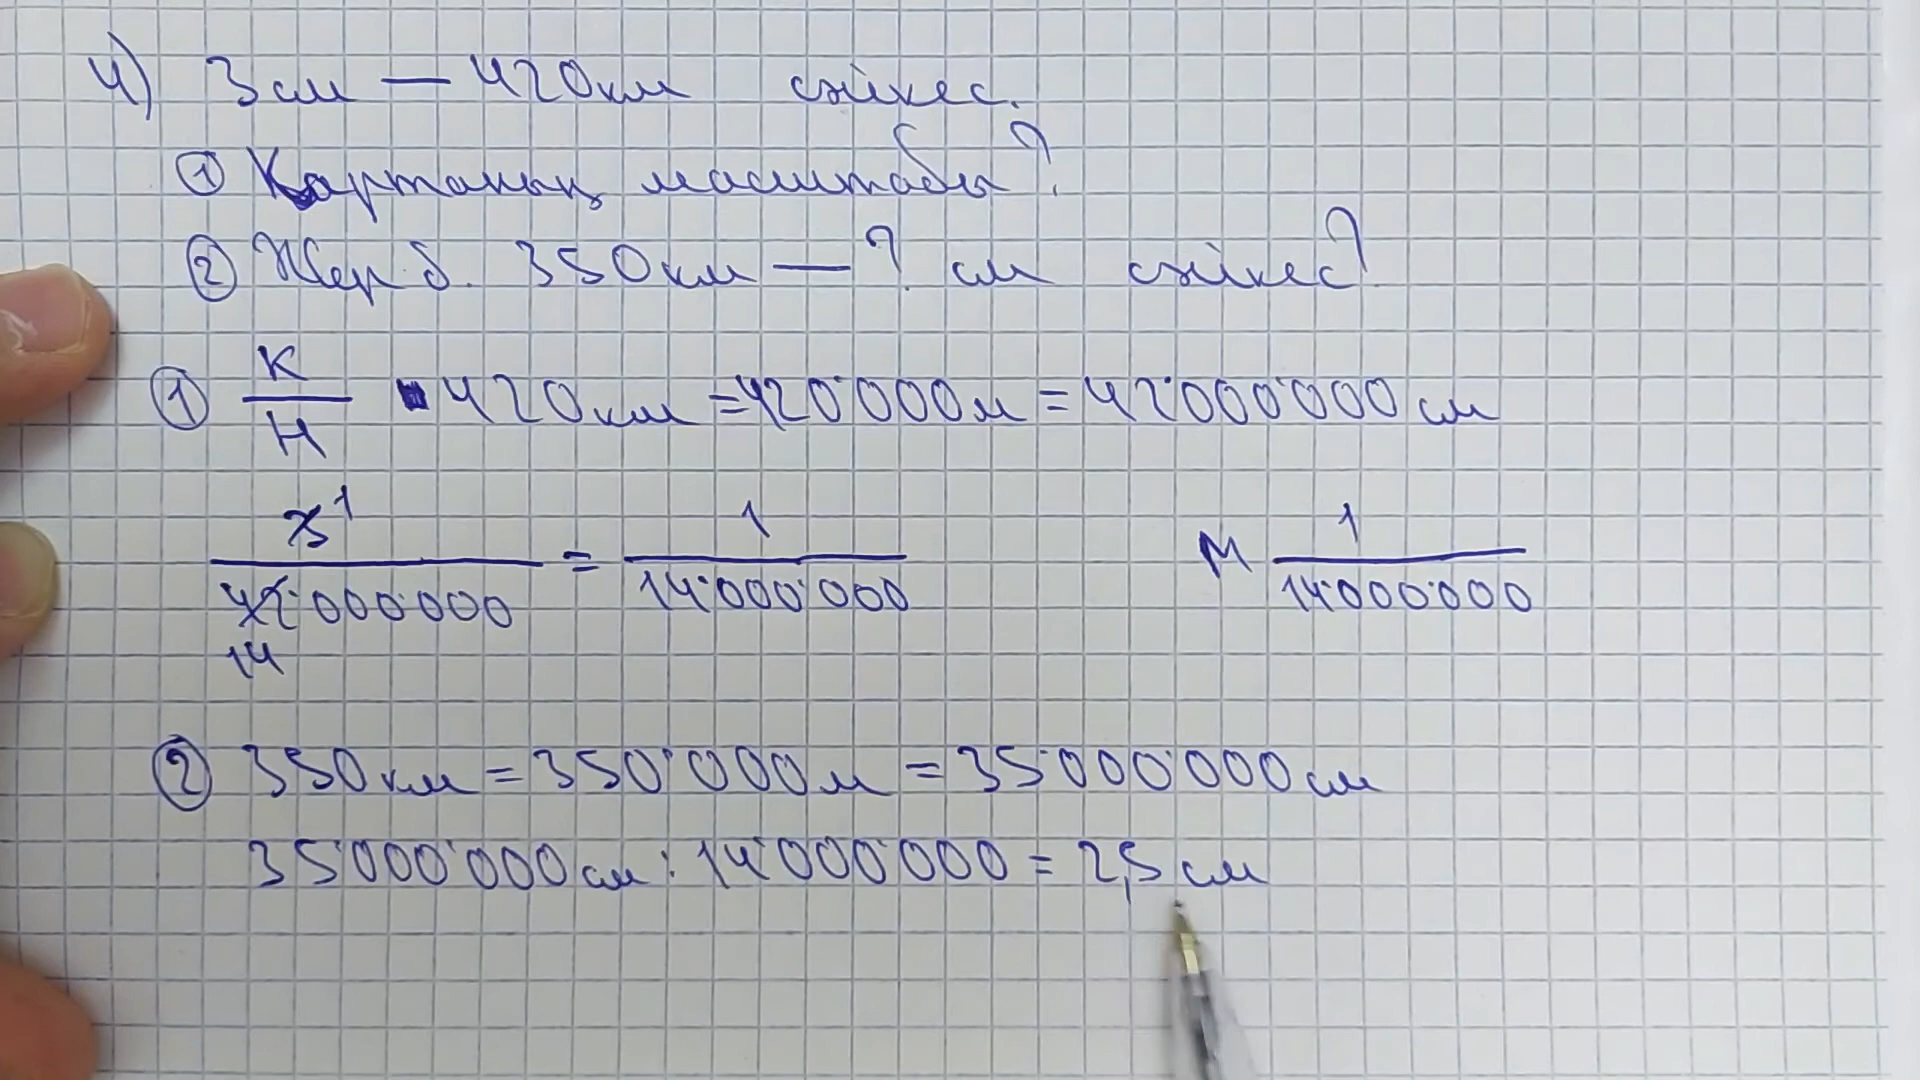 4) 3 см — 420 км сәйкес.
① Картаның масштабы?
② Жер б. 350 км — ? см сәйкес?
① К/Н 420 км = 420'000 м = 42'000'000 см
3 1 / 42'000'000 14 = 1 / 14'000'000 М 1 / 14'000'000
② 350 км = 350'000 м = 35'000'000 см
35'000'000 см : 14'000'000 = 2,5 см